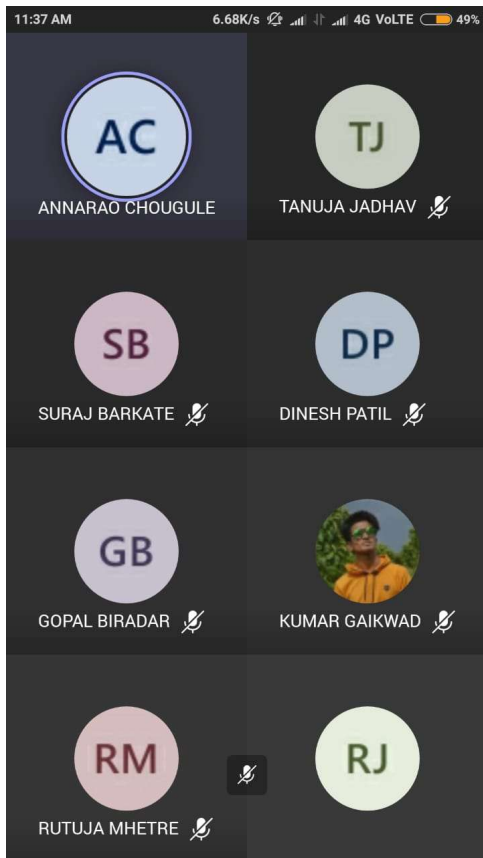 11:37 AM 6.68K/s 4G VoLTE 49%
AC TJ
ANNARAO CHOUGULE TANUJA JADHAV
SB DP
SURAJ BARKATE DINESH PATIL
GB
GOPAL BIRADAR KUMAR GAIKWAD
RM RJ
RUTUJA MHETRE